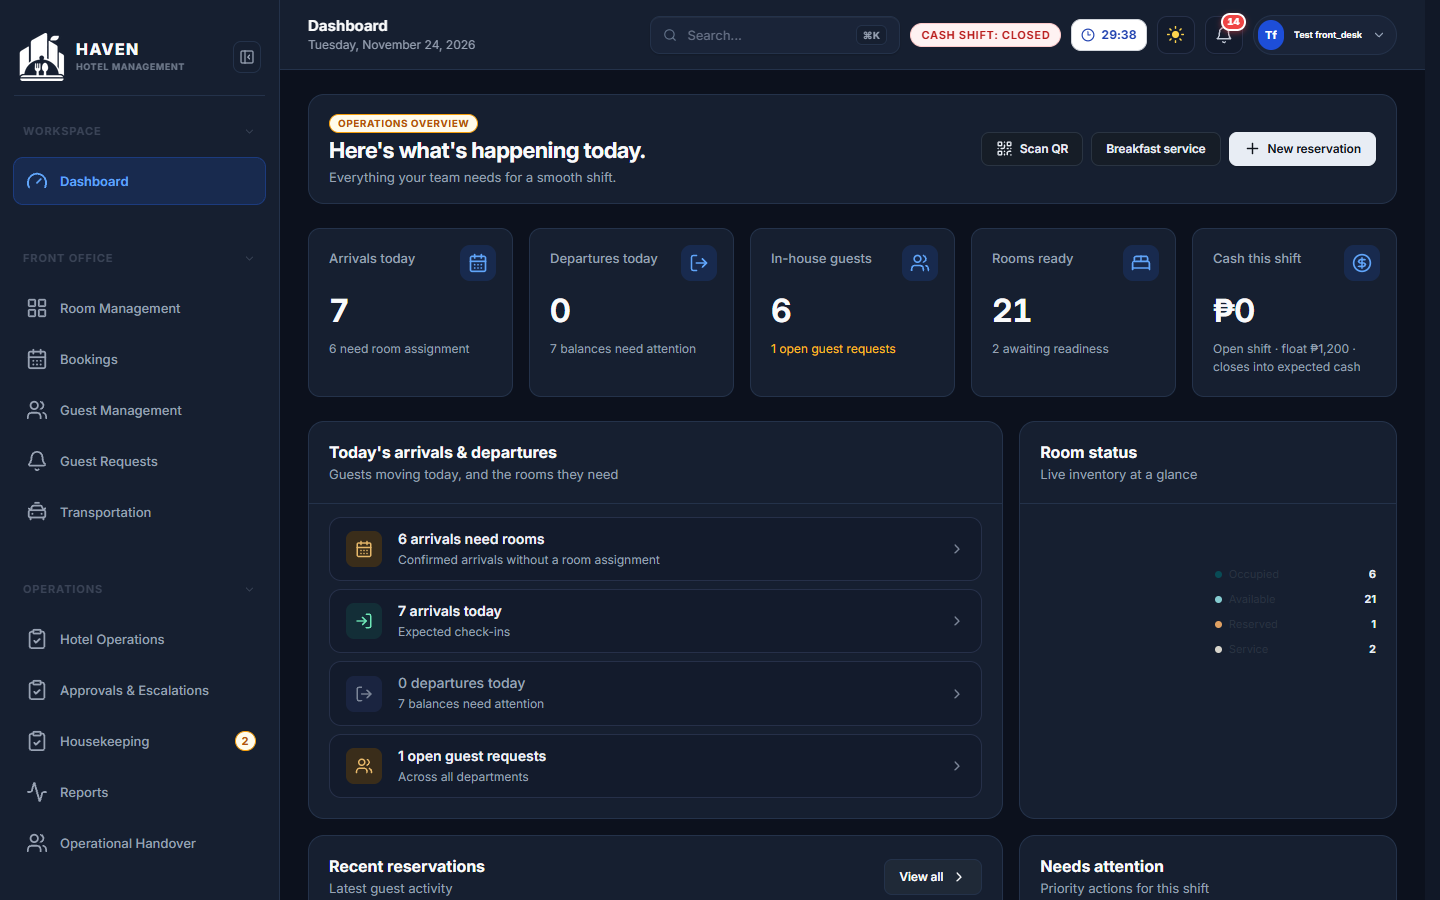 HAVEN
HOTEL MANAGEMENT
WORKSPACE
Dashboard
FRONT OFFICE
Room Management
Bookings
Guest Management
Guest Requests
Transportation
OPERATIONS
Hotel Operations
Approvals & Escalations
Housekeeping
2
Reports
Operational Handover
Dashboard
Tuesday, November 24, 2026
Search...
⌘K
CASH SHIFT: CLOSED
29:38
14
Tf
Test front_desk
OPERATIONS OVERVIEW
Here's what's happening today.
Everything your team needs for a smooth shift.
Scan QR
Breakfast service
New reservation
Arrivals today
7
6 need room assignment
Departures today
0
7 balances need attention
In-house guests
6
1 open guest requests
Rooms ready
21
2 awaiting readiness
Cash this shift
₱0
Open shift · float ₱1,200 ·
closes into expected cash
Today's arrivals & departures
Guests moving today, and the rooms they need
6 arrivals need rooms
Confirmed arrivals without a room assignment
7 arrivals today
Expected check-ins
0 departures today
7 balances need attention
1 open guest requests
Across all departments
Room status
Live inventory at a glance
Occupied 6
Available 21
Reserved 1
Service 2
Recent reservations
Latest guest activity
View all
Needs attention
Priority actions for this shift